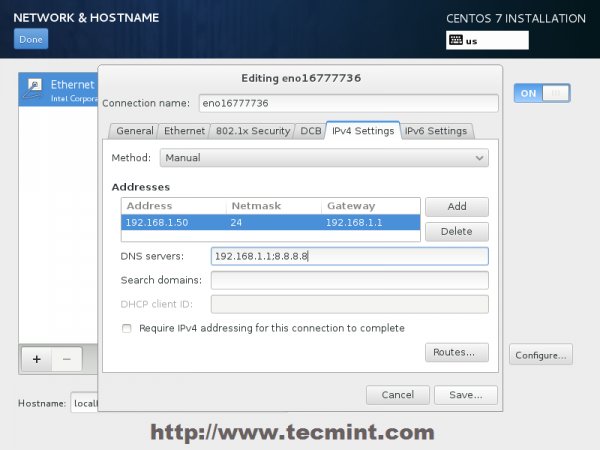 NETWORK & HOSTNAME
CENTOS 7 INSTALLATION
Done
us
Editing eno16777736
Ethernet
Intel Corpora
ON
Connection name: eno16777736
General Ethernet 802.1x Security DCB IPv4 Settings IPv6 Settings
Method: Manual
Addresses
Address Netmask Gateway
192.168.1.50 24 192.168.1.1
Add
Delete
DNS servers: 192.168.1.1;8.8.8.8
Search domains:
DHCP client ID:
Require IPv4 addressing for this connection to complete
Routes...
+ − Configure...
Cancel Save...
Hostname: local
http://www.tecmint.com